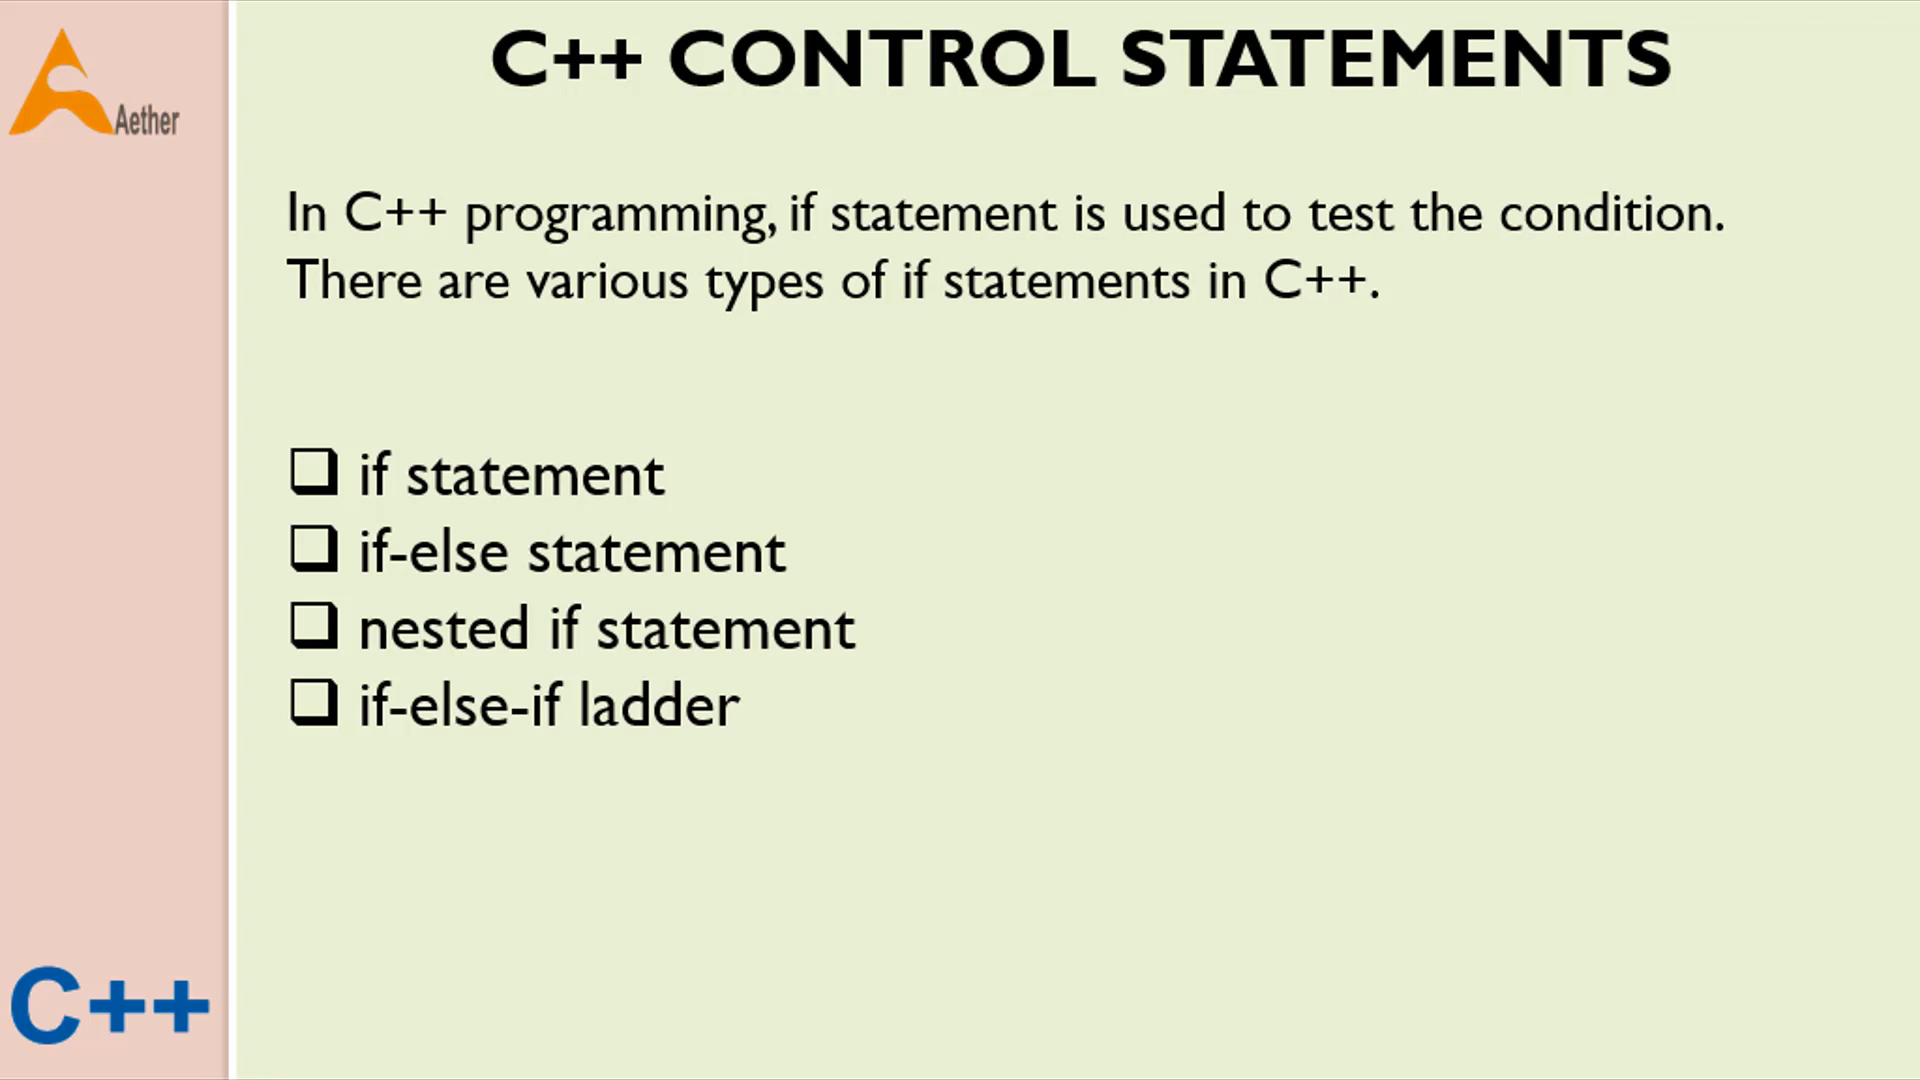 C++ CONTROL STATEMENTS
Aether
In C++ programming, if statement is used to test the condition.
There are various types of if statements in C++.
if statement
if-else statement
nested if statement
if-else-if ladder
C++